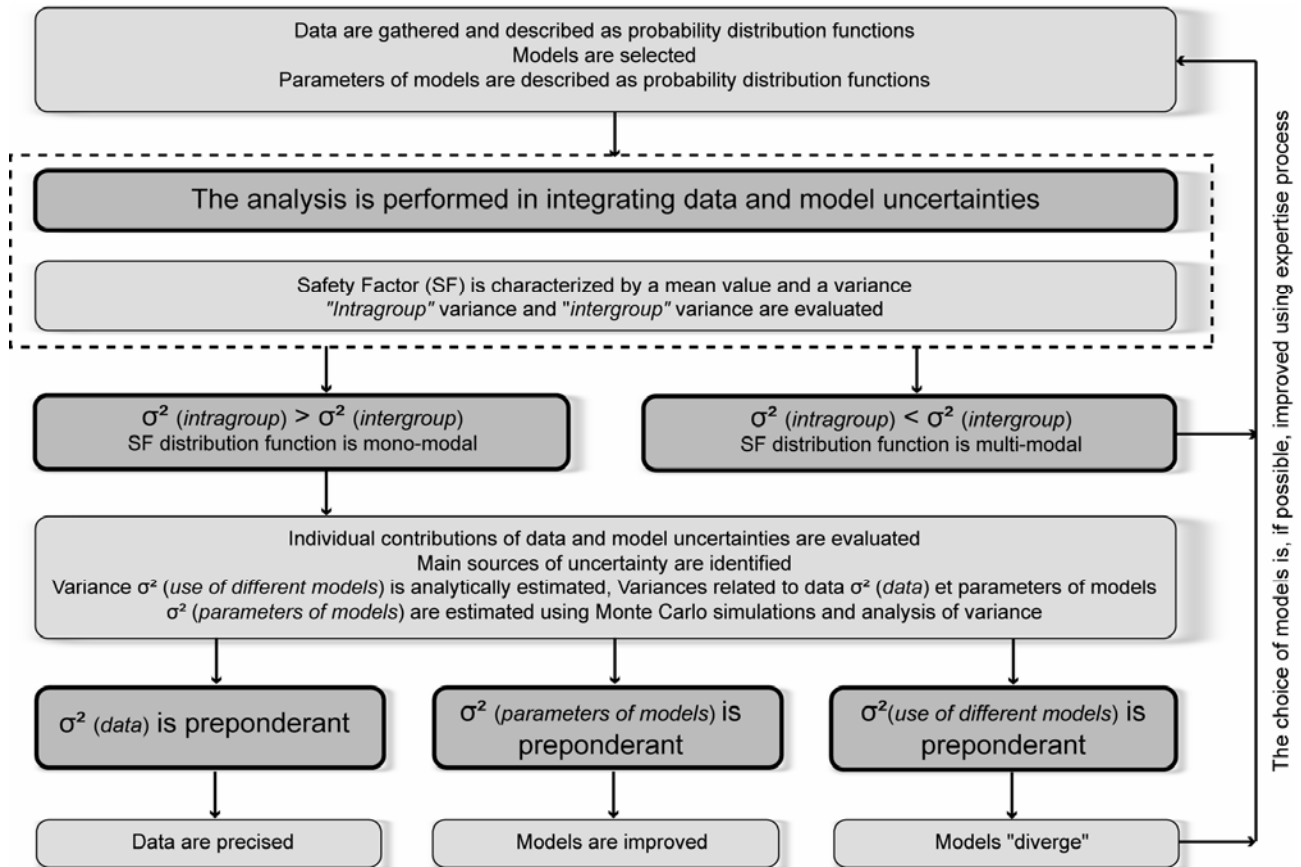 Data are gathered and described as probability distribution functions
Models are selected
Parameters of models are described as probability distribution functions
The analysis is performed in integrating data and model uncertainties
Safety Factor (SF) is characterized by a mean value and a variance
"Intragroup" variance and "intergroup" variance are evaluated
σ² (intragroup) > σ² (intergroup)
SF distribution function is mono-modal
σ² (intragroup) < σ² (intergroup)
SF distribution function is multi-modal
Individual contributions of data and model uncertainties are evaluated
Main sources of uncertainty are identified
Variance σ² (use of different models) is analytically estimated, Variances related to data σ² (data) et parameters of models
σ² (parameters of models) are estimated using Monte Carlo simulations and analysis of variance
σ² (data) is preponderant
σ² (parameters of models) is
preponderant
σ²(use of different models) is
preponderant
Data are precised
Models are improved
Models "diverge"
The choice of models is, if possible, improved using expertise process